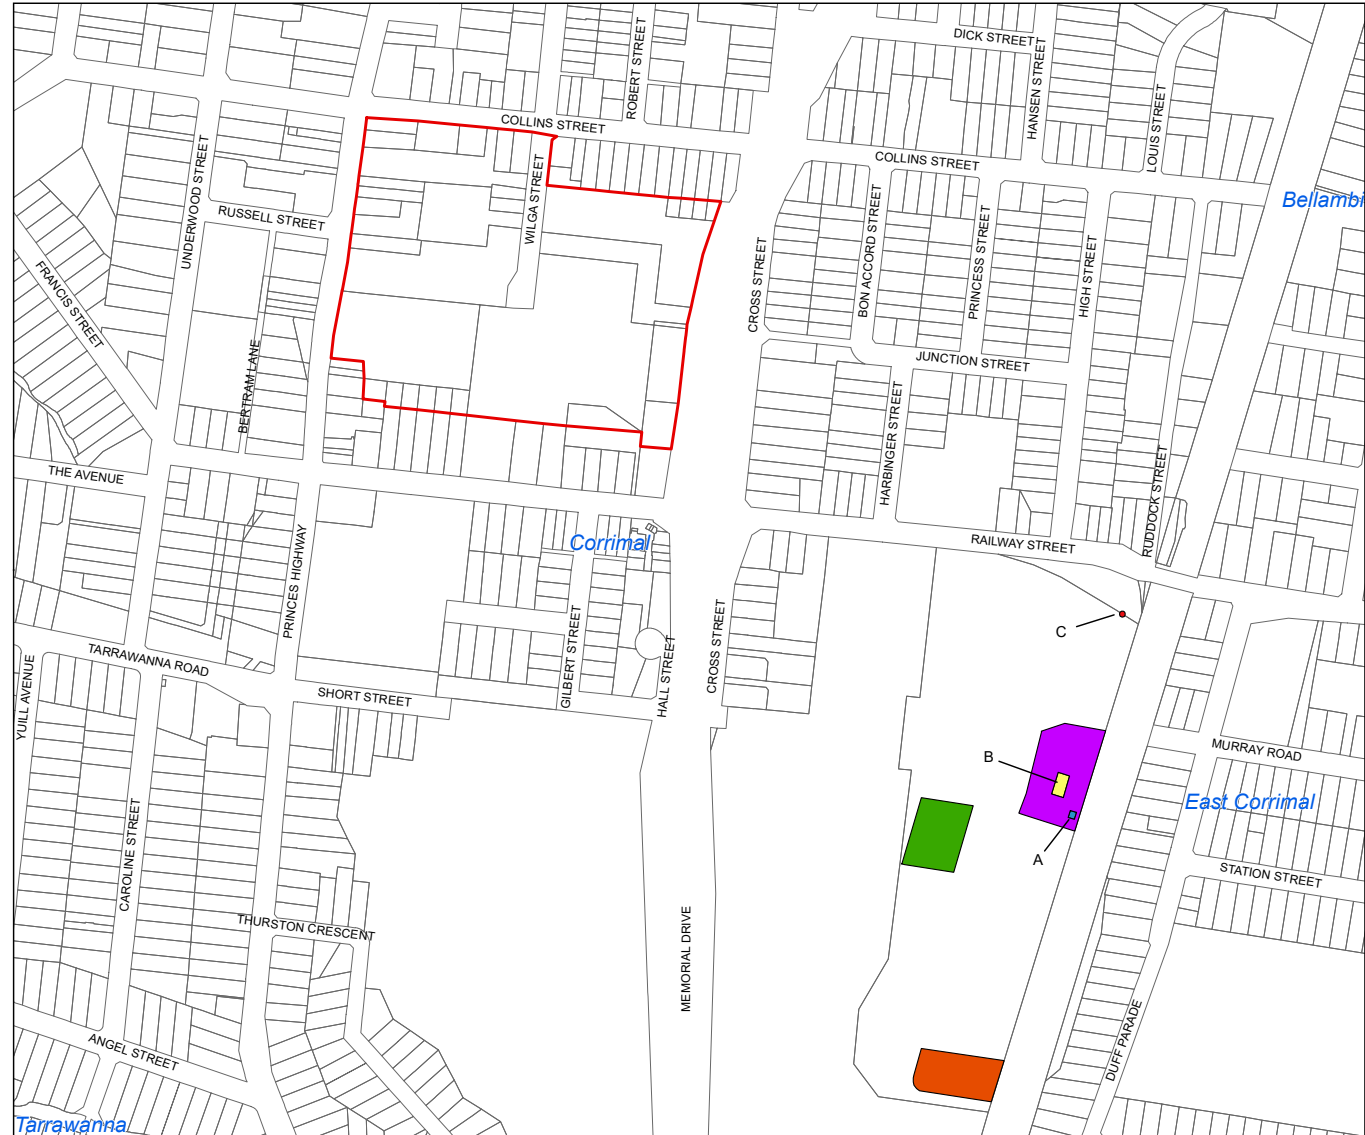 DICK STREET
ROBERT STREET
HANSEN STREET
LOUIS STREET
COLLINS STREET
COLLINS STREET
UNDERWOOD STREET
WILGA STREET
RUSSELL STREET
BON ACCORD STREET
PRINCESS STREET
HIGH STREET
Bellambi
CROSS STREET
FRANCIS STREET
BERTRAM LANE
JUNCTION STREET
HARBINGER STREET
THE AVENUE
RUDDOCK STREET
PRINCES HIGHWAY
Corrimal
RAILWAY STREET
C
GILBERT STREET
HALL STREET
CROSS STREET
TARRAWANNA ROAD
YUILL AVENUE
SHORT STREET
MURRAY ROAD
B
East Corrimal
A
CAROLINE STREET
STATION STREET
THURSTON CRESCENT
MEMORIAL DRIVE
DUFF PARADE
ANGEL STREET
Tarrawanna